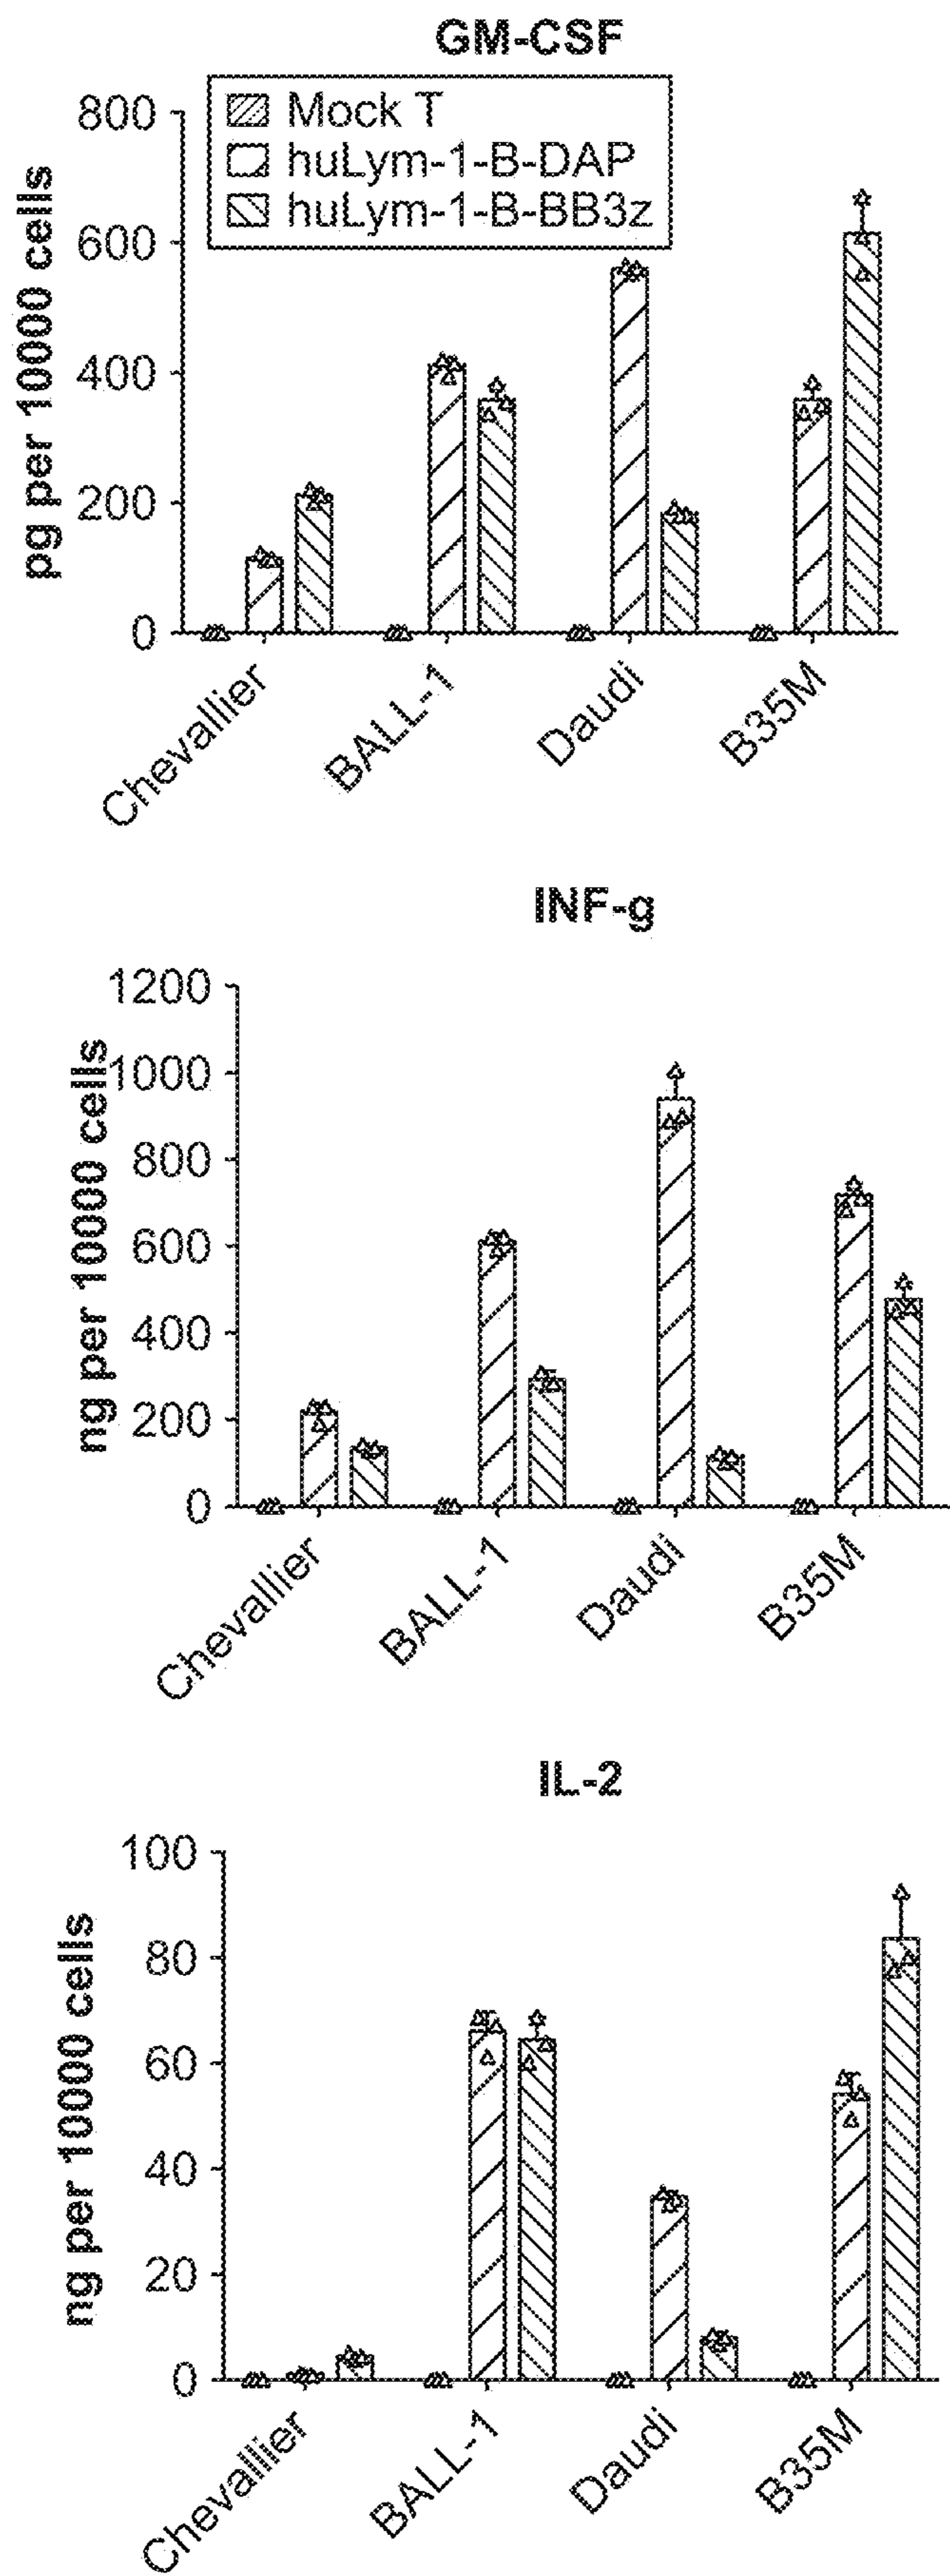 GM-CSF
Mock T
huLym-1-B-DAP
huLym-1-B-BB3z
pg per 10000 cells
800
600
400
200
0
Chevallier
BALL-1
Daudi
B35M
INF-g
ng per 10000 cells
1200
1000
800
600
400
200
0
Chevallier
BALL-1
Daudi
B35M
IL-2
ng per 10000 cells
100
80
60
40
20
0
Chevallier
BALL-1
Daudi
B35M